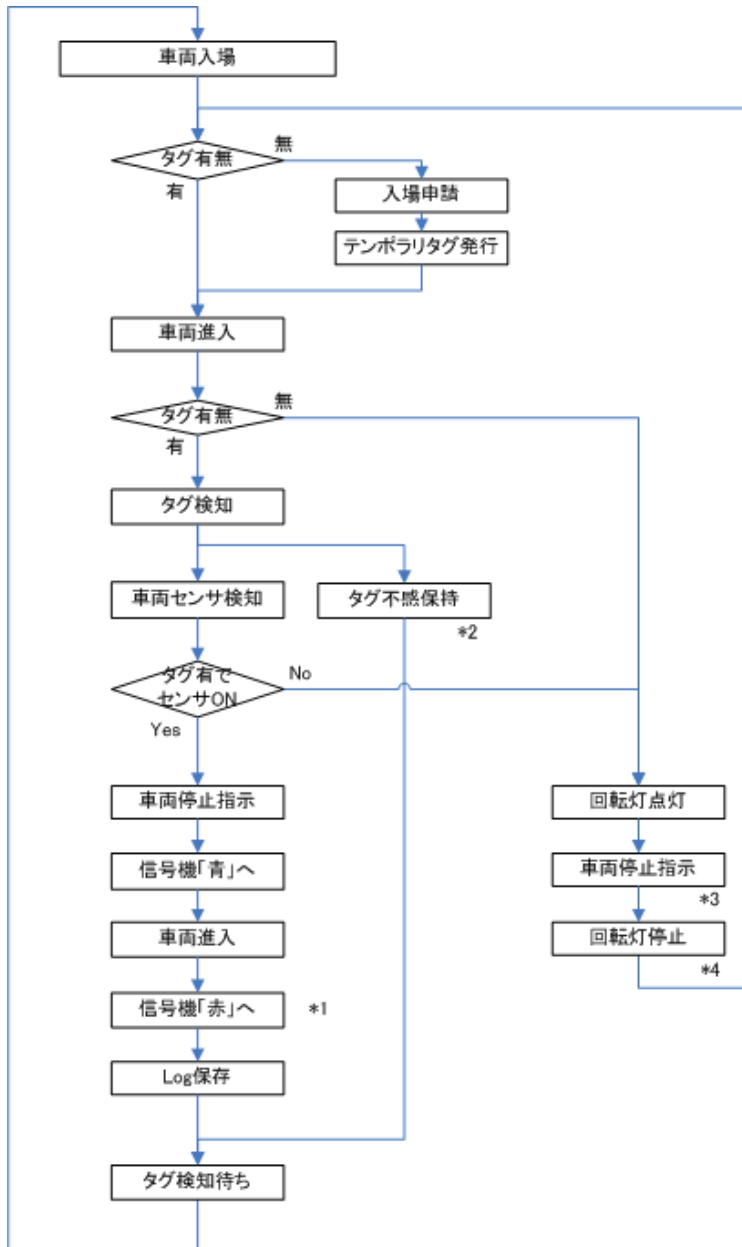 車両入場
タグ有無
無
有
入場申請
テンポラリタグ発行
車両進入
タグ有無
無
有
タグ検知
車両センサ検知
タグ不感保持
*2
タグ有で
センサON
No
Yes
車両停止指示
回転灯点灯
信号機「青」へ
車両停止指示
*3
車両進入
回転灯停止
*4
信号機「赤」へ
*1
Log保存
タグ検知待ち